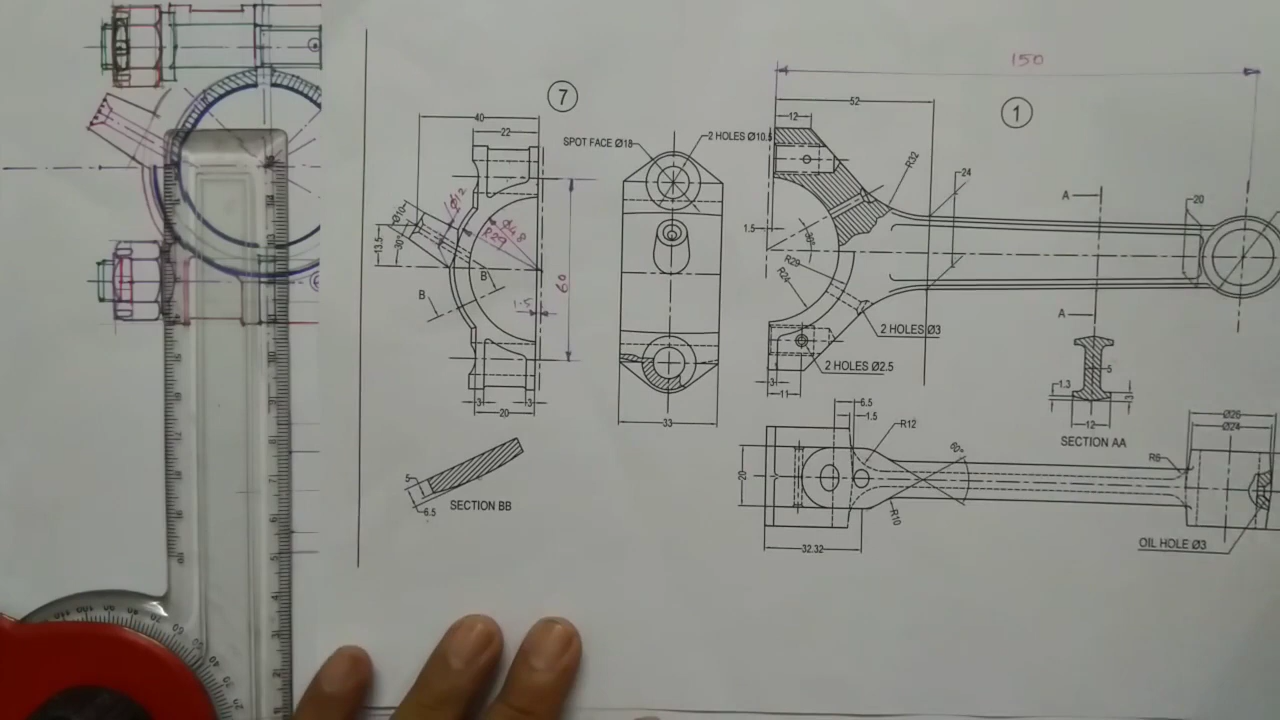 7
40
22
Ø10
Ø12
Ø48
R29
13.5
30°
B
B
1.5
60
3
3
20
5
6.5
SECTION BB
SPOT FACE Ø18
2 HOLES Ø10.5
33
150
1
52
12
R32
24
A
20
1.5
30°
R29
R24
2 HOLES Ø3
2 HOLES Ø2.5
3
11
A
5
1.3
3
12
SECTION AA
6.5
1.5
R12
60°
20
R10
32.32
Ø26
Ø24
R6
OIL HOLE Ø3